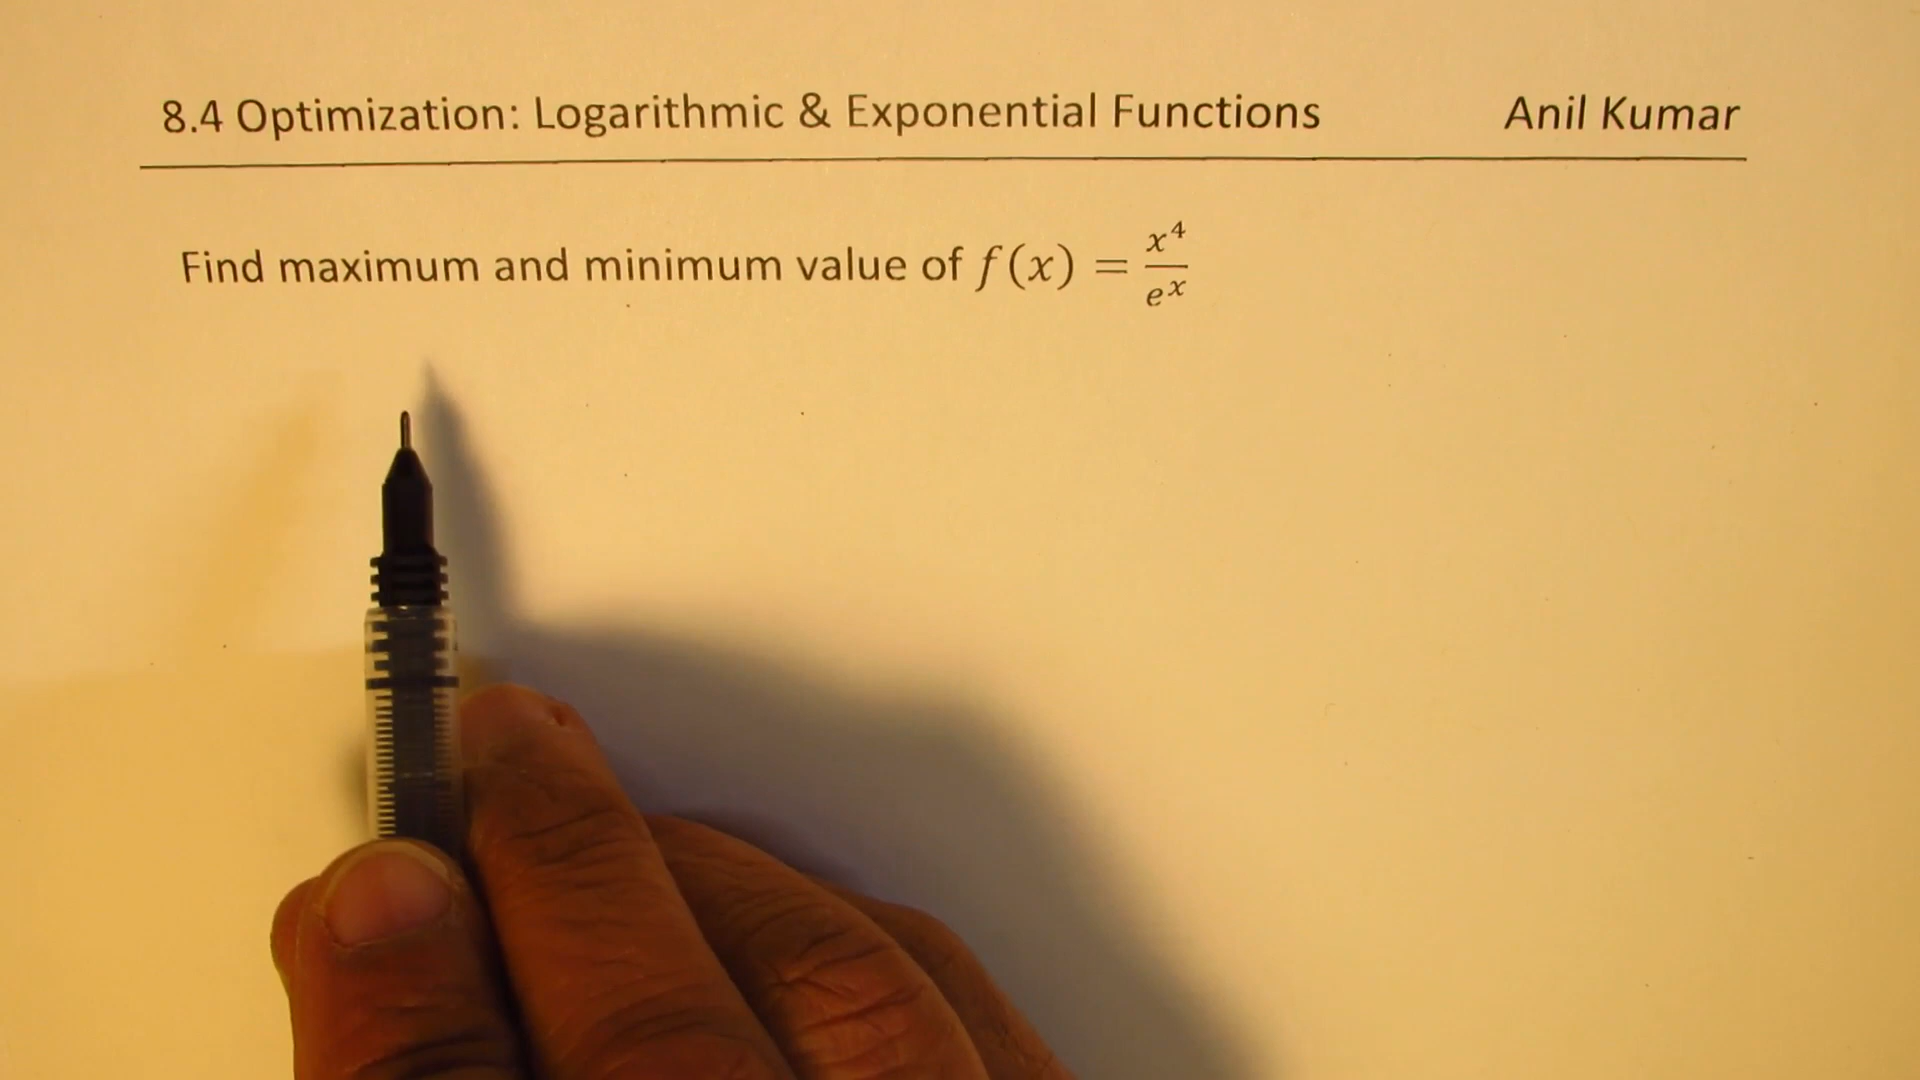 8.4 Optimization: Logarithmic & Exponential Functions Anil Kumar
Find maximum and minimum value of f(x) = x^4/e^x